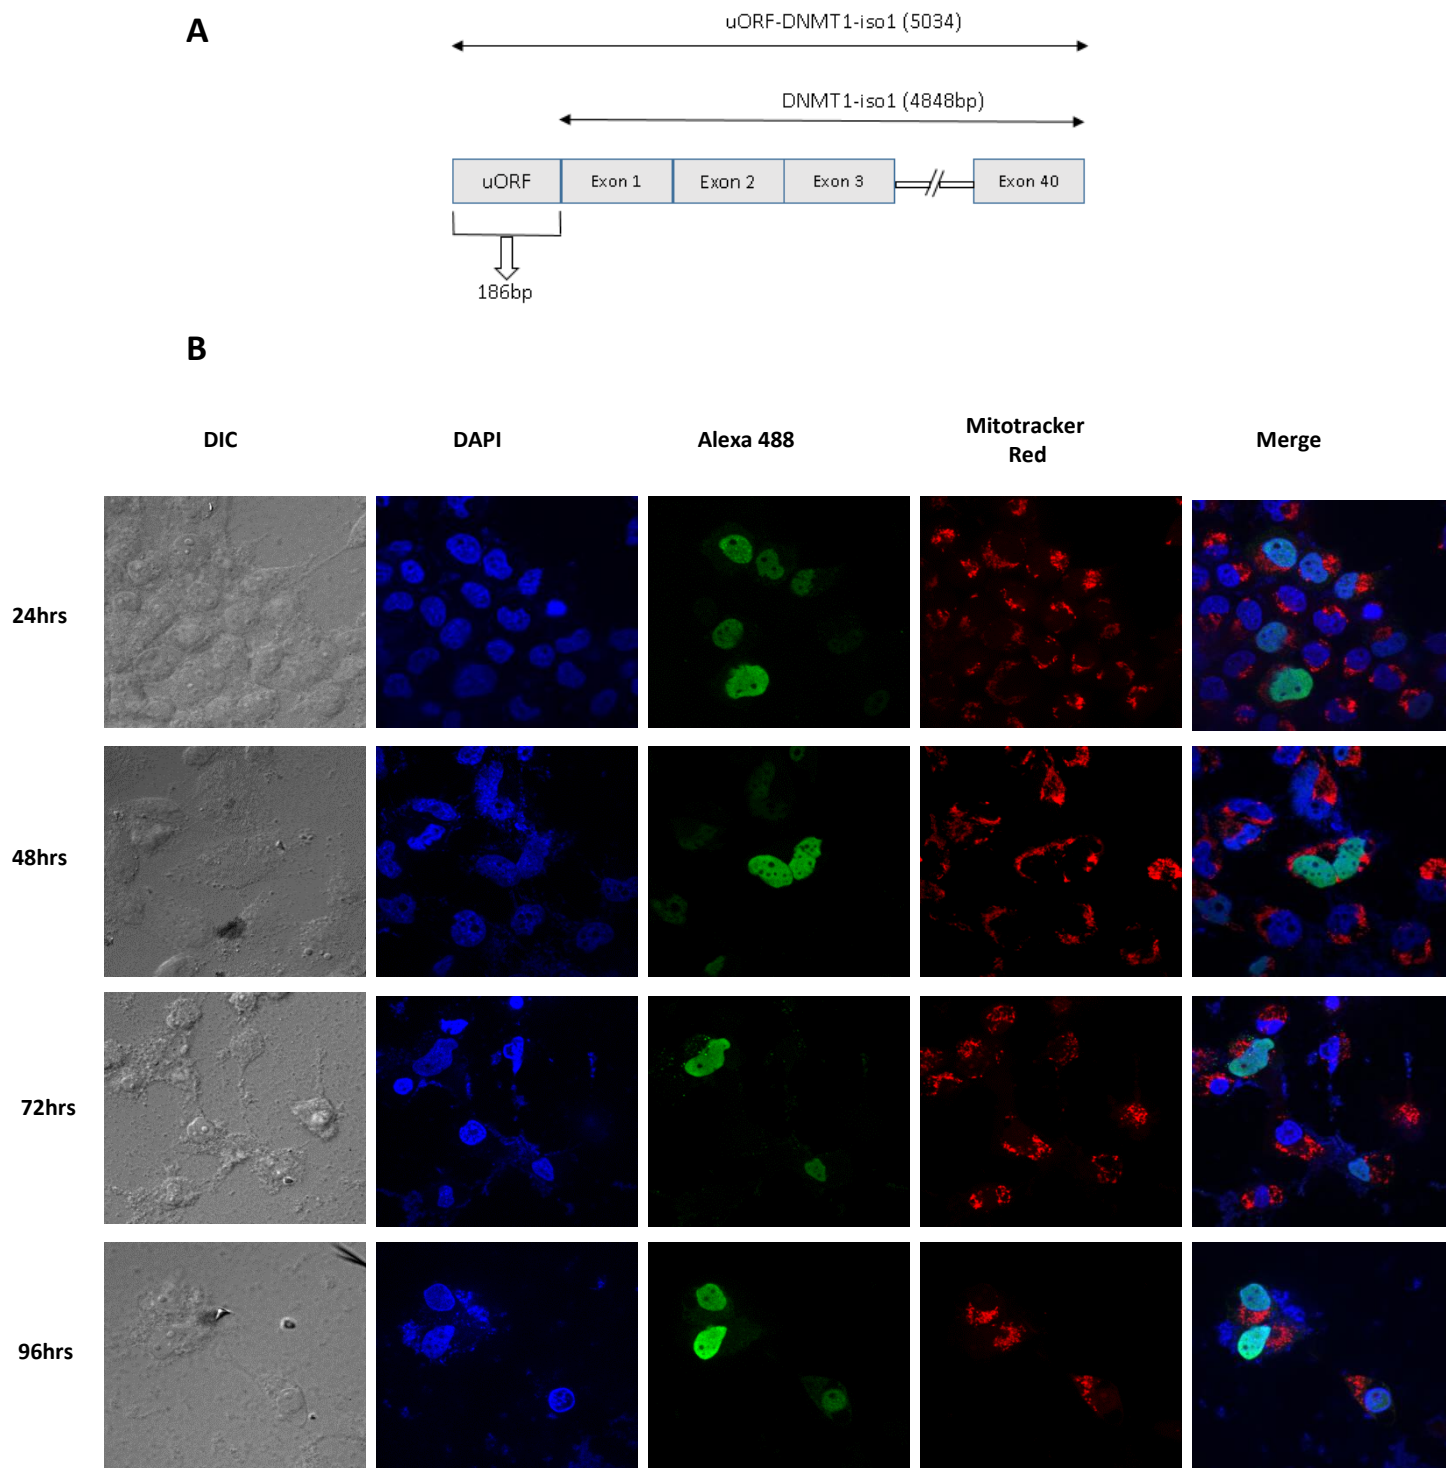 A
uORF-DNMT1-iso1 (5034)
DNMT1-iso1 (4848bp)
uORF
Exon 1
Exon 2
Exon 3
Exon 40
186bp
B
DIC
DAPI
Alexa 488
Mitotracker
Red
Merge
24hrs
48hrs
72hrs
96hrs